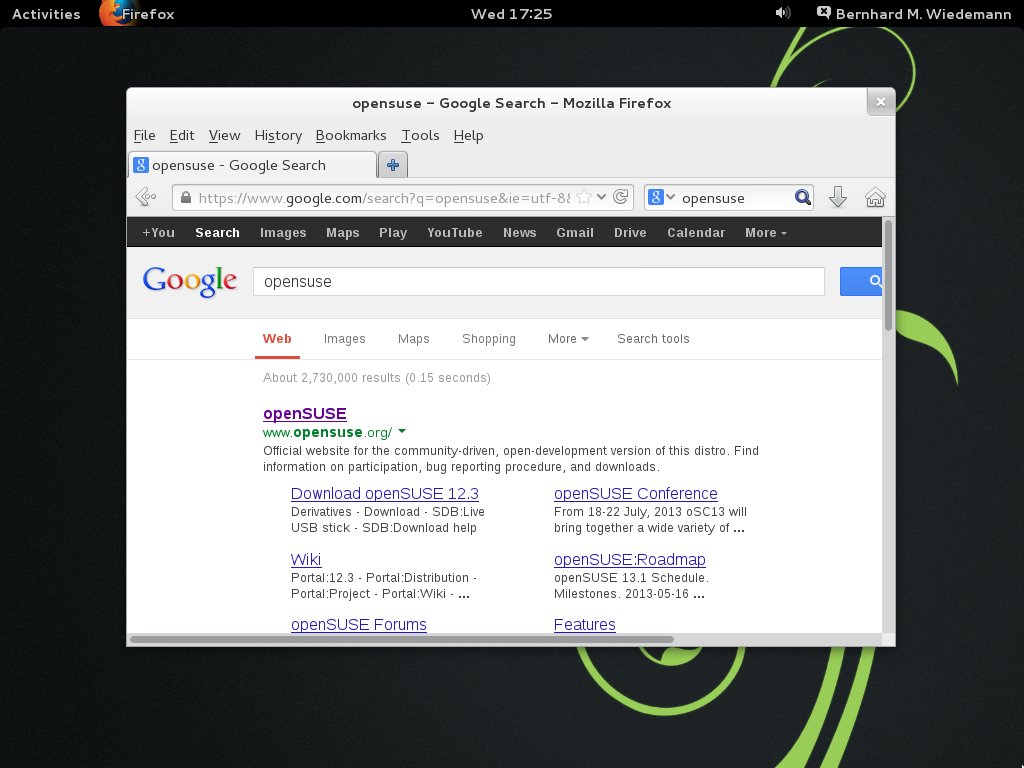 Activities Firefox Wed 17:25 Bernhard M. Wiedemann
opensuse - Google Search - Mozilla Firefox
File Edit View History Bookmarks Tools Help
opensuse - Google Search
https://www.google.com/search?q=opensuse&ie=utf-8& opensuse
+You Search Images Maps Play YouTube News Gmail Drive Calendar More
Google opensuse
Web Images Maps Shopping More Search tools
About 2,730,000 results (0.15 seconds)
openSUSE
www.opensuse.org/
Official website for the community-driven, open-development version of this distro. Find
information on participation, bug reporting procedure, and downloads.
Download openSUSE 12.3
Derivatives - Download - SDB:Live
USB stick - SDB:Download help
openSUSE Conference
From 18-22 July, 2013 oSC13 will
bring together a wide variety of ...
Wiki
Portal:12.3 - Portal:Distribution -
Portal:Project - Portal:Wiki - ...
openSUSE:Roadmap
openSUSE 13.1 Schedule.
Milestones. 2013-05-16 ...
openSUSE Forums
Features